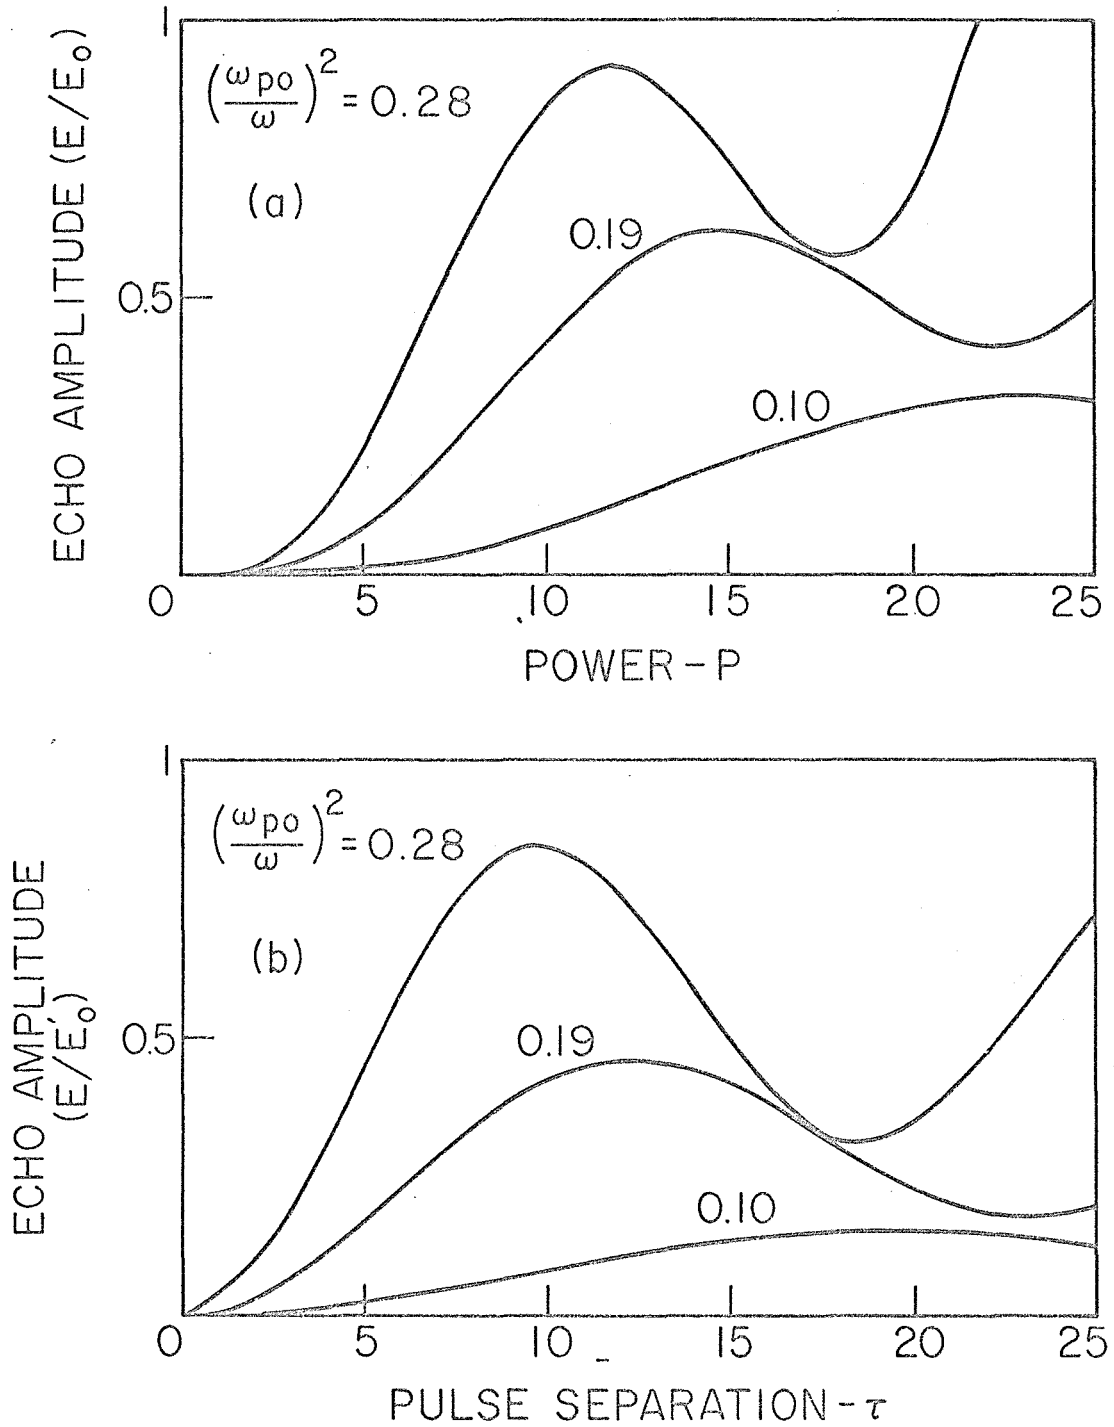 ECHO AMPLITUDE (E/E₀)
1
0.5
(ωpo/ω)² = 0.28
(a)
0.19
0.10
0 5 10 15 20 25
POWER – P
ECHO AMPLITUDE
(E/E₀')
1
0.5
(ωpo/ω)² = 0.28
(b)
0.19
0.10
0 5 10 15 20 25
PULSE SEPARATION - τ